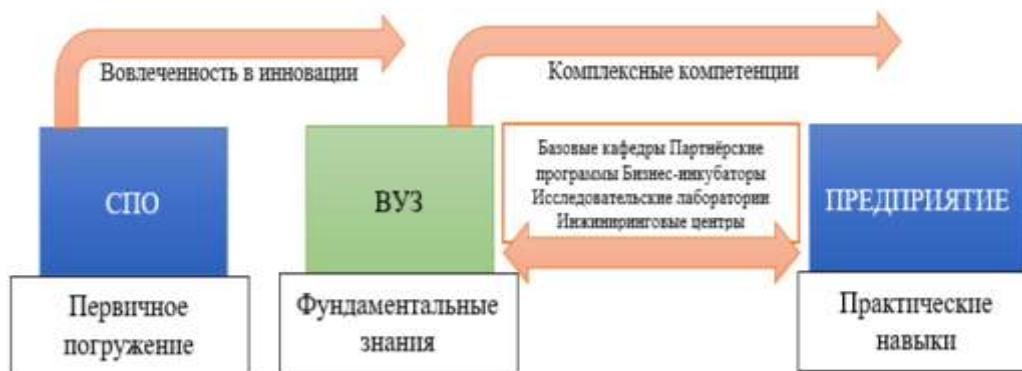 Вовлеченность в инновации
Комплексные компетенции
СПО
ВУЗ
Базовые кафедры Партнёрские
программы Бизнес-инкубаторы
Исследовательские лаборатории
Инжиниринговые центры
ПРЕДПРИЯТИЕ
Первичное
погружение
Фундаментальные
знания
Практические
навыки